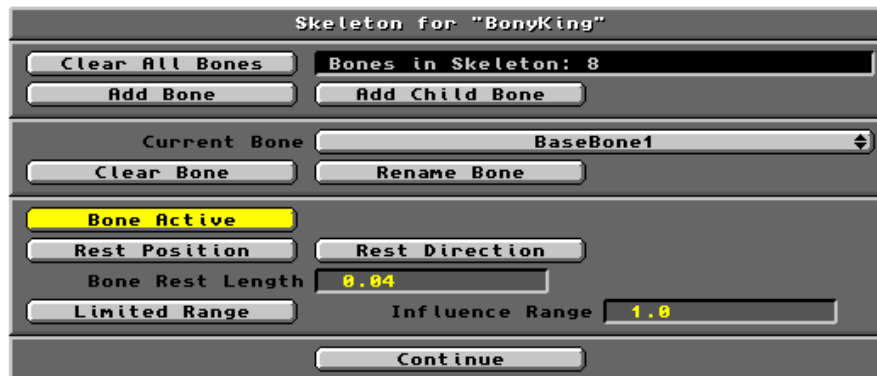 Skeleton for "BonyKing"
Clear All Bones Bones in Skeleton: 8
Add Bone Add Child Bone
Current Bone BaseBone1
Clear Bone Rename Bone
Bone Active
Rest Position Rest Direction
Bone Rest Length 0.04
Limited Range Influence Range 1.0
Continue